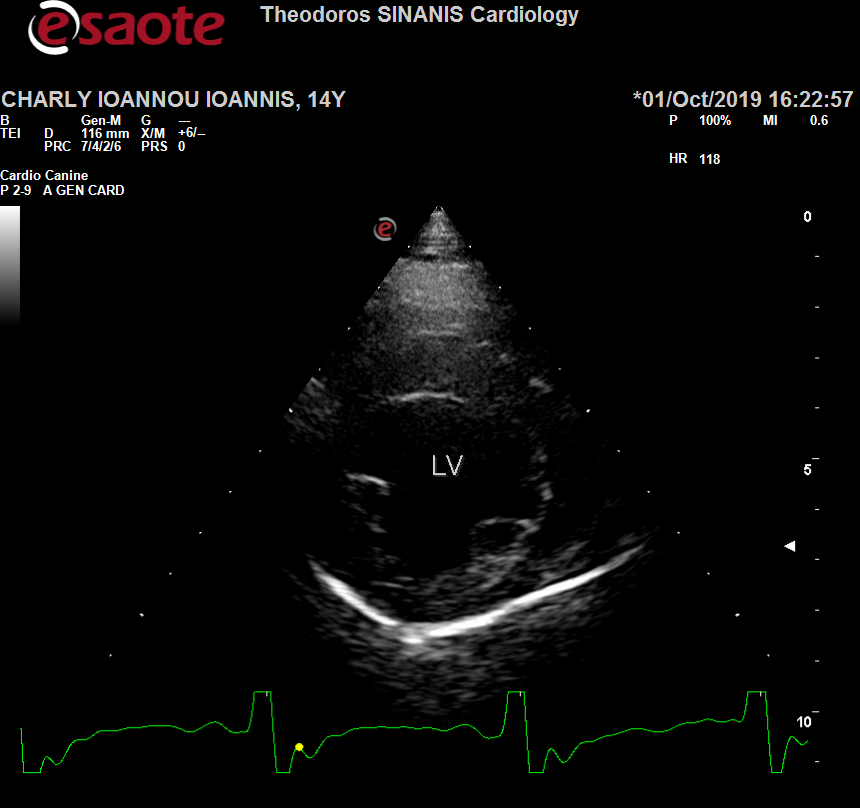 esaote
Theodoros SINANIS Cardiology
CHARLY IOANNOU IOANNIS, 14Y
*01/Oct/2019 16:22:57
B Gen-M G ---
TEI D 116 mm X/M +6/--
PRC 7/4/2/6 PRS 0
P 100% MI 0.6
HR 118
Cardio Canine
P 2-9 A GEN CARD
e
0
LV
5
10